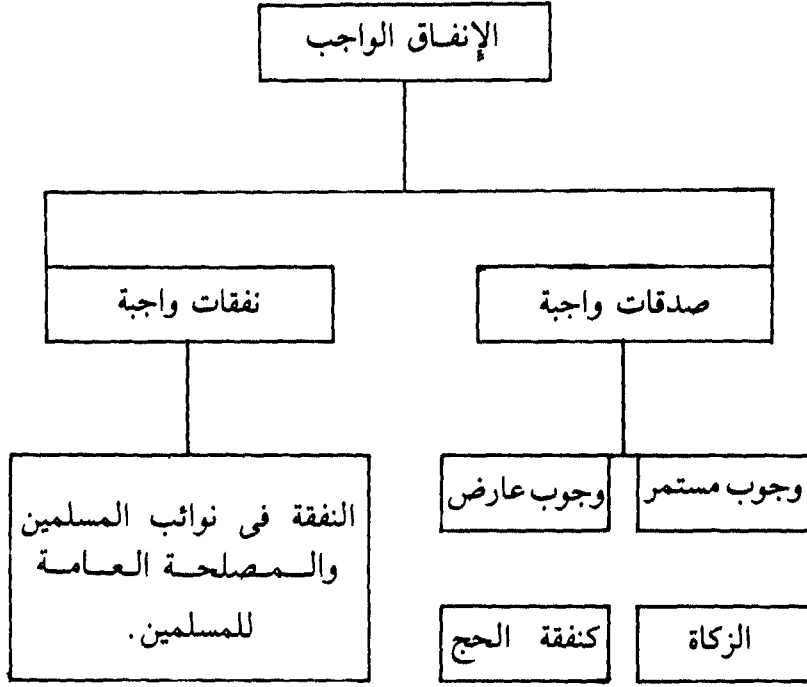 الإنفاق الواجب
صدقات واجبة
نفقات واجبة
وجوب مستمر
وجوب عارض
النفقة فى نوائب المسلمين
والمصلحة العامة
للمسلمين.
الزكاة
كنفقة الحج